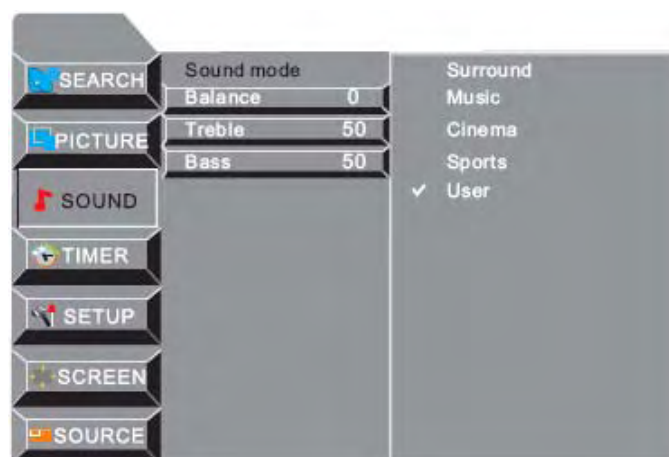 SEARCH
PICTURE
SOUND
TIMER
SETUP
SCREEN
SOURCE
Sound mode
Balance 0
Treble 50
Bass 50
Surround
Music
Cinema
Sports
✓ User